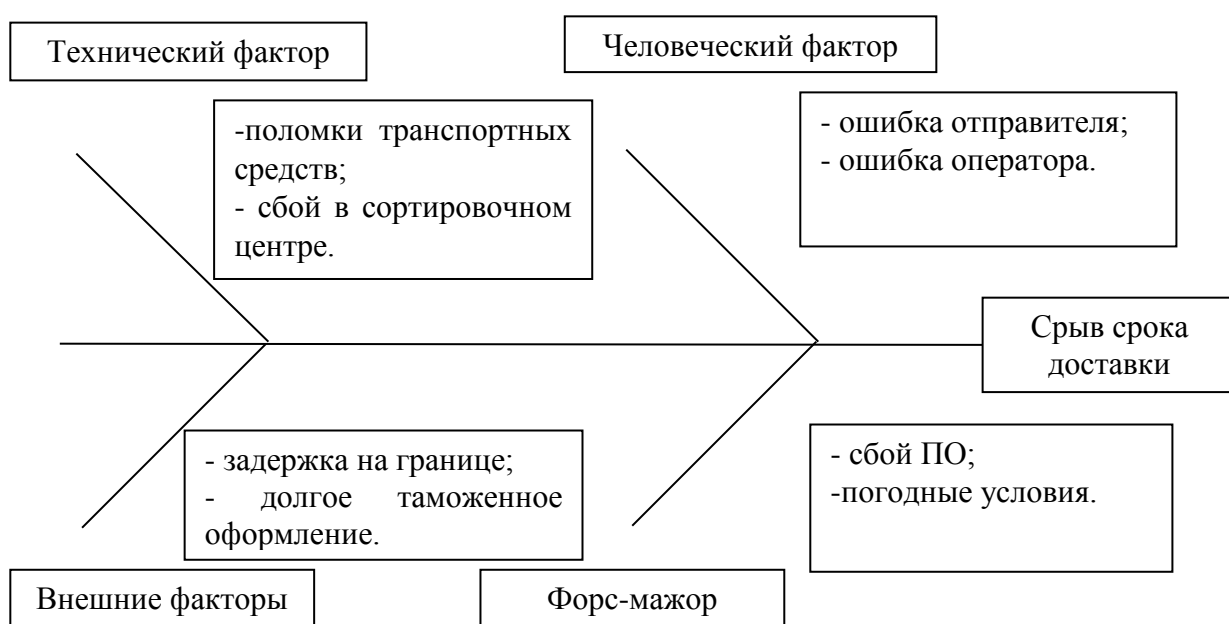 Технический фактор
Человеческий фактор
-поломки транспортных
средств;
- сбой в сортировочном
центре.
- ошибка отправителя;
- ошибка оператора.
Срыв срока
доставки
- задержка на границе;
- долгое таможенное
оформление.
- сбой ПО;
-погодные условия.
Внешние факторы
Форс-мажор